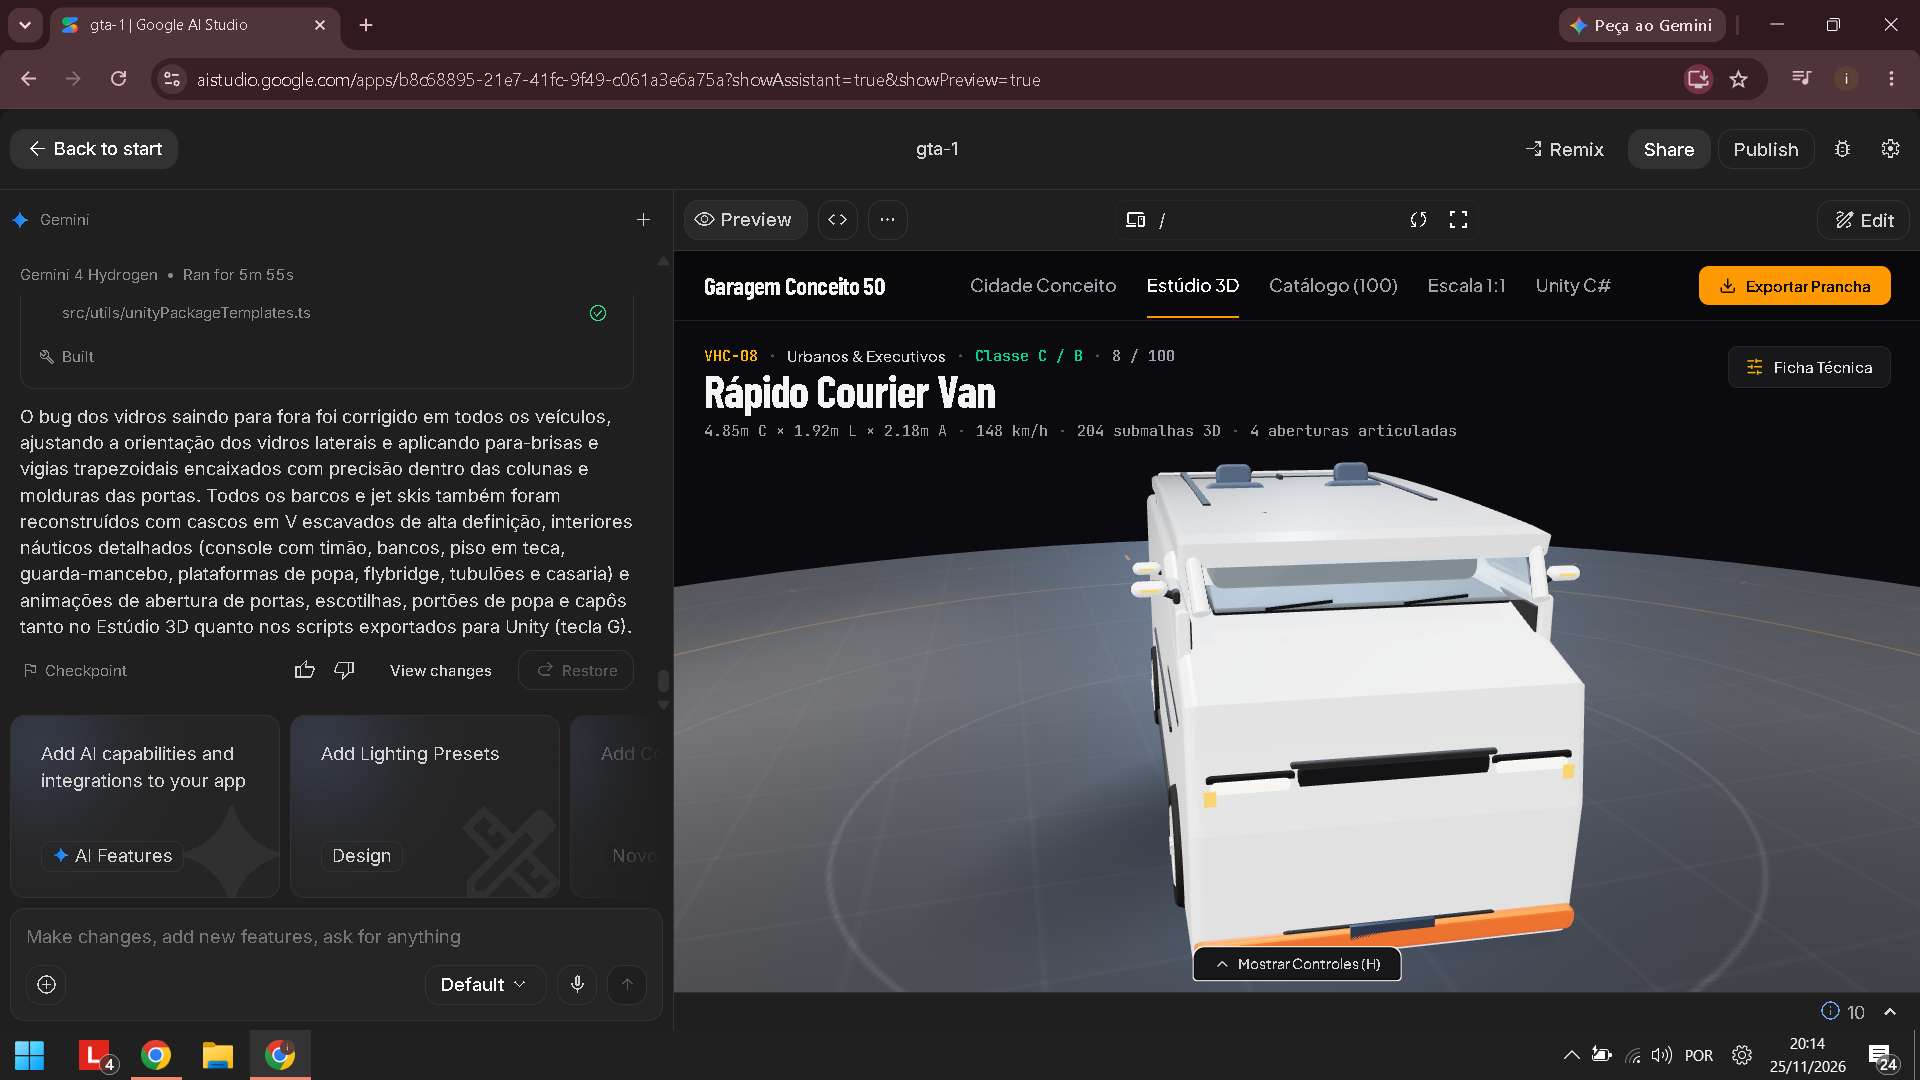 gta-1 | Google AI Studio
Peça ao Gemini
aistudio.google.com/apps/b8c68895-21e7-41fc-9f49-c061a3e6a75a?showAssistant=true&showPreview=true
i
Back to start
gta-1
Remix
Share
Publish
Gemini
Preview
/
Edit
Gemini 4 Hydrogen • Ran for 5m 55s
src/utils/unityPackageTemplates.ts
Built
O bug dos vidros saindo para fora foi corrigido em todos os veículos,
ajustando a orientação dos vidros laterais e aplicando para-brisas e
vigias trapezoidais encaixados com precisão dentro das colunas e
molduras das portas. Todos os barcos e jet skis também foram
reconstruídos com cascos em V escavados de alta definição, interiores
náuticos detalhados (console com timão, bancos, piso em teca,
guarda-mancebo, plataformas de popa, flybridge, tubulões e casaria) e
animações de abertura de portas, escotilhas, portões de popa e capôs
tanto no Estúdio 3D quanto nos scripts exportados para Unity (tecla G).
Checkpoint
View changes
Restore
Add AI capabilities and
integrations to your app
AI Features
Add Lighting Presets
Design
Add Co
Novo
Make changes, add new features, ask for anything
Default
Garagem Conceito 50
Cidade Conceito
Estúdio 3D
Catálogo (100)
Escala 1:1
Unity C#
Exportar Prancha
VHC-08 · Urbanos & Executivos · Classe C / B · 8 / 100
Rápido Courier Van
4.85m C × 1.92m L × 2.18m A · 148 km/h · 204 submalhas 3D · 4 aberturas articuladas
Ficha Técnica
Mostrar Controles (H)
10
L
4
POR
20:14
25/11/2026
24